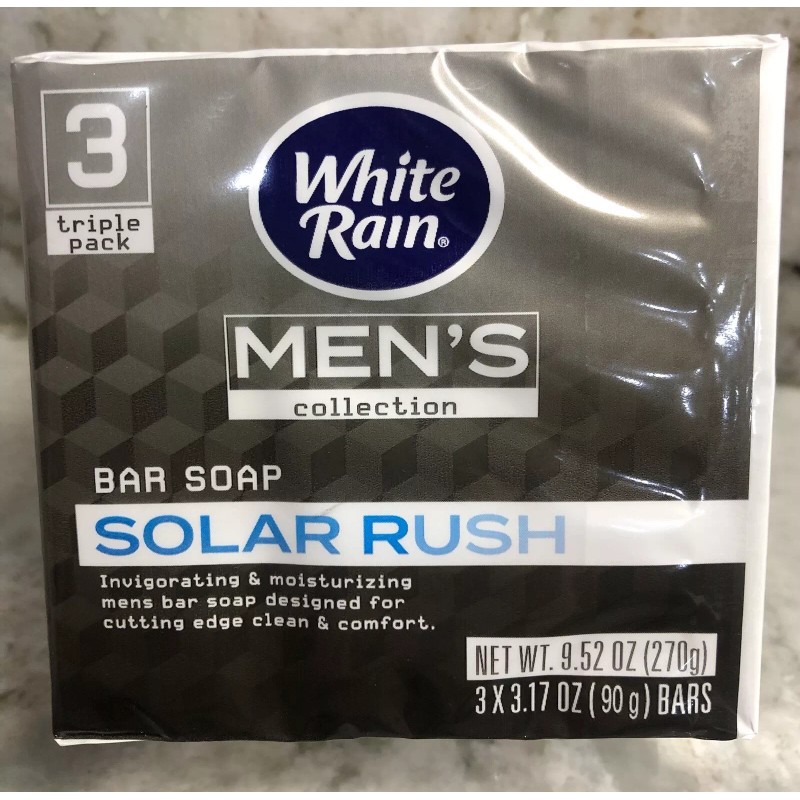 3
triple
pack
White
Rain®
MEN'S
collection
BAR SOAP
SOLAR RUSH
Invigorating & moisturizing
mens bar soap designed for
cutting edge clean & comfort.
NET WT. 9.52 OZ (270g)
3 X 3.17 OZ ( 90 g ) BARS